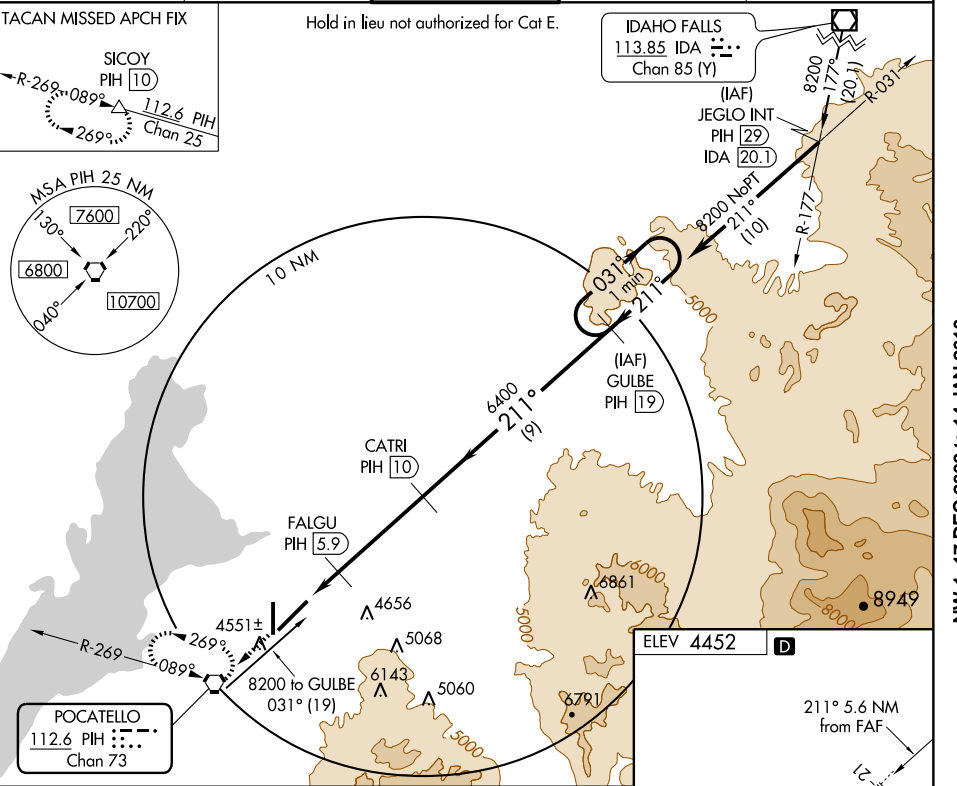 TACAN MISSED APCH FIX
SICOY
PIH 10
R-269
089°
269°
112.6 PIH
Chan 25
Hold in lieu not authorized for Cat E.
IDAHO FALLS
113.85 IDA
Chan 85 (Y)
8200
177°
(20.1)
R-031
(IAF)
JEGLO INT
PIH 29
IDA 20.1
R-177
8200 NoPT
211°
(10)
MSA PIH 25 NM
130°
7600
220°
6800
10700
040°
10 NM
031°
1 min
211°
5000
(IAF)
GULBE
PIH 19
6400
211°
(9)
CATRI
PIH 10
FALGU
PIH 5.9
4551±
4656
5068
6143
5060
5000
6000
6861
6791
8949
8000
R-269
269°
089°
8200 to GULBE
031° (19)
POCATELLO
112.6 PIH
Chan 73
ELEV 4452
D
211° 5.6 NM
from FAF
21